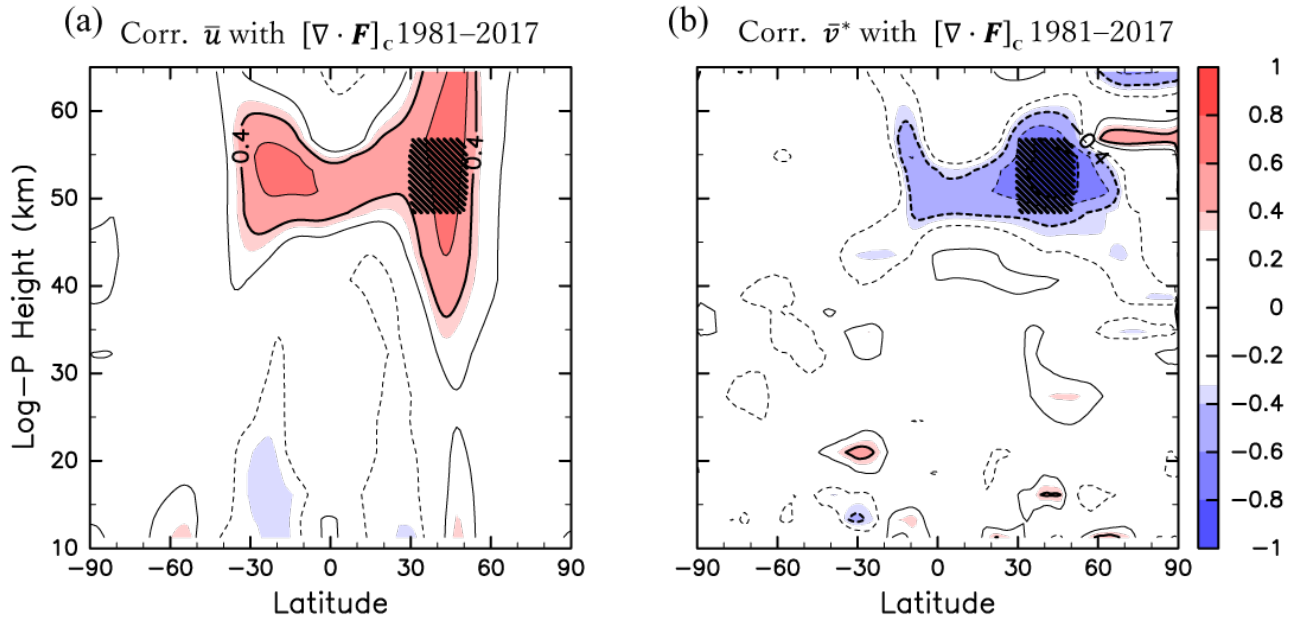 (a) Corr. ū with [∇ · F]c 1981–2017
0.4
0.4
60
50
40
30
20
10
Log–P Height (km)
−90 −60 −30 0 30 60 90
Latitude
(b) Corr. v̄* with [∇ · F]c 1981–2017
0.4
−90 −60 −30 0 30 60 90
Latitude
1
0.8
0.6
0.4
0.2
0
−0.2
−0.4
−0.6
−0.8
−1